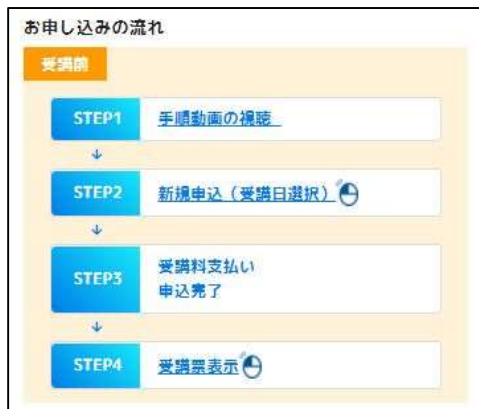 お申し込みの流れ
受講前
STEP1 手順動画の視聴
↓
STEP2 新規申込（受講日選択）
↓
STEP3 受講料支払い
申込完了
↓
STEP4 受講票表示